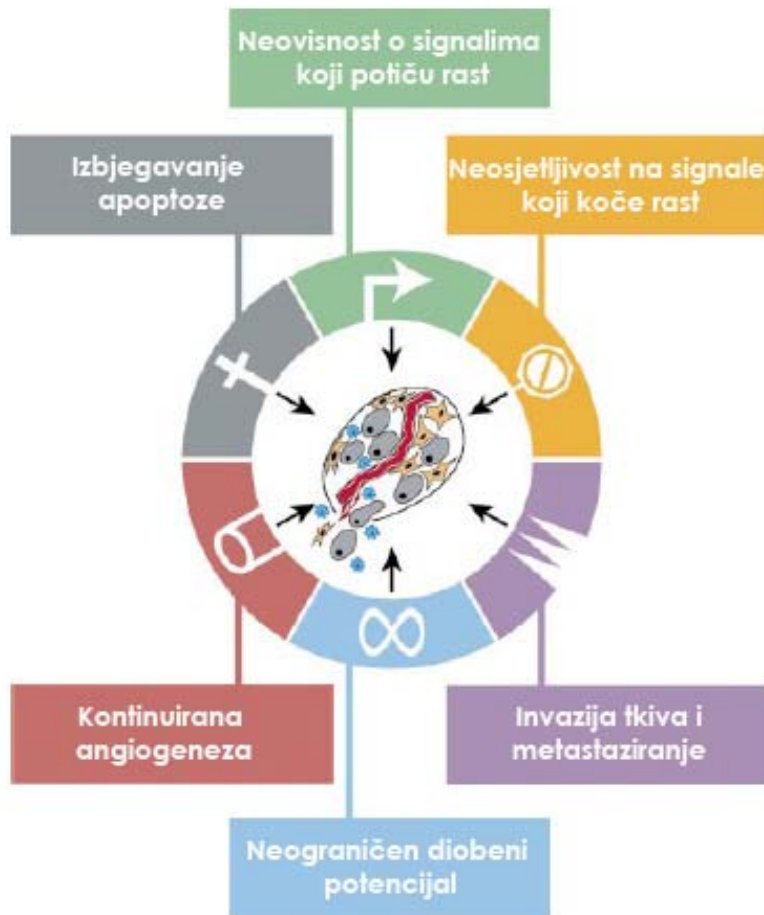 Neovisnost o signalima
koji potiču rast
Izbjegavanje
apoptoze
Neosjetljivost na signale
koji koče rast
Kontinuirana
angiogeneza
Invazija tkiva i
metastaziranje
Neograničen diobeni
potencijal